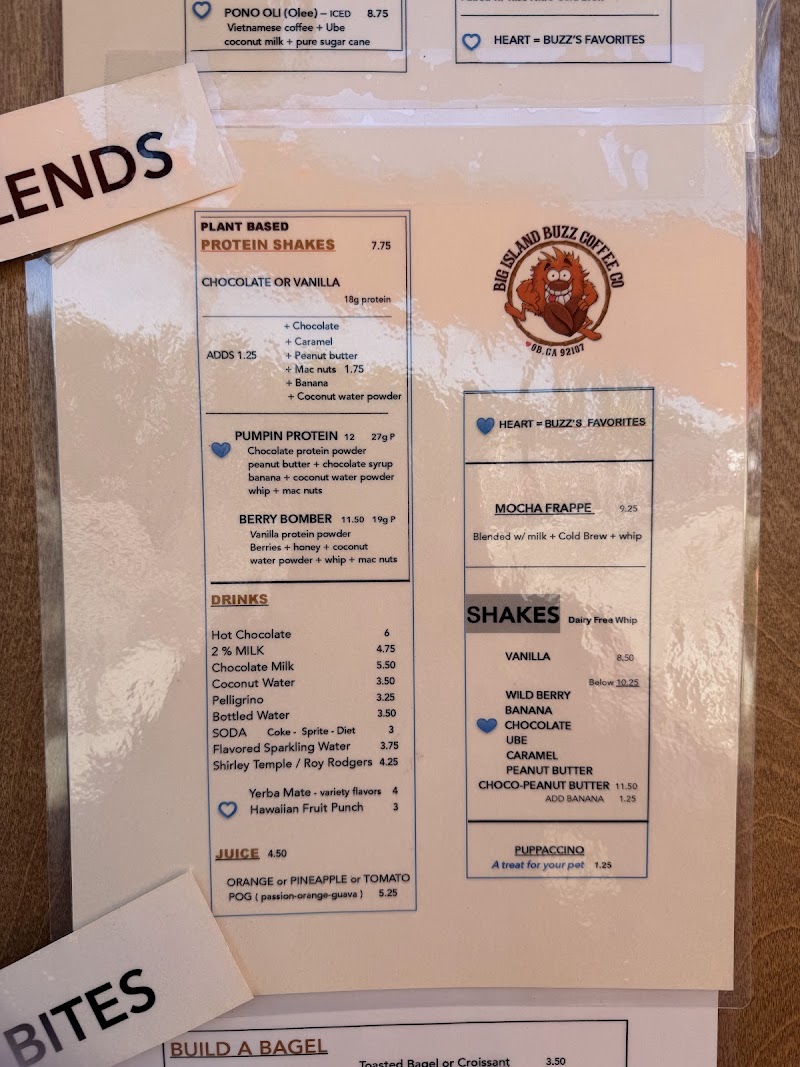 PONO OLI (Olee) – ICED 8.75
Vietnamese coffee + Ube
coconut milk + pure sugar cane
HEART = BUZZ'S FAVORITES
LENDS
PLANT BASED
PROTEIN SHAKES 7.75
CHOCOLATE OR VANILLA
18g protein
ADDS 1.25
+ Chocolate
+ Caramel
+ Peanut butter
+ Mac nuts 1.75
+ Banana
+ Coconut water powder
PUMPIN PROTEIN 12 27g P
Chocolate protein powder
peanut butter + chocolate syrup
banana + coconut water powder
whip + mac nuts
BERRY BOMBER 11.50 19g P
Vanilla protein powder
Berries + honey + coconut
water powder + whip + mac nuts
DRINKS
Hot Chocolate 6
2 % MILK 4.75
Chocolate Milk 5.50
Coconut Water 3.50
Pelligrino 3.25
Bottled Water 3.50
SODA Coke - Sprite - Diet 3
Flavored Sparkling Water 3.75
Shirley Temple / Roy Rodgers 4.25
Yerba Mate - variety flavors 4
Hawaiian Fruit Punch 3
JUICE 4.50
ORANGE or PINEAPPLE or TOMATO
POG ( passion-orange-guava ) 5.25
BIG ISLAND BUZZ COFFEE CO
OB, CA 92107
HEART = BUZZ'S FAVORITES
MOCHA FRAPPE 9.25
Blended w/ milk + Cold Brew + whip
SHAKES Dairy Free Whip
VANILLA 8.50
Below 10.25
WILD BERRY
BANANA
CHOCOLATE
UBE
CARAMEL
PEANUT BUTTER
CHOCO-PEANUT BUTTER 11.50
ADD BANANA 1.25
PUPPACCINO
A treat for your pet 1.25
BITES
BUILD A BAGEL
Toasted Bagel or Croissant 3.50